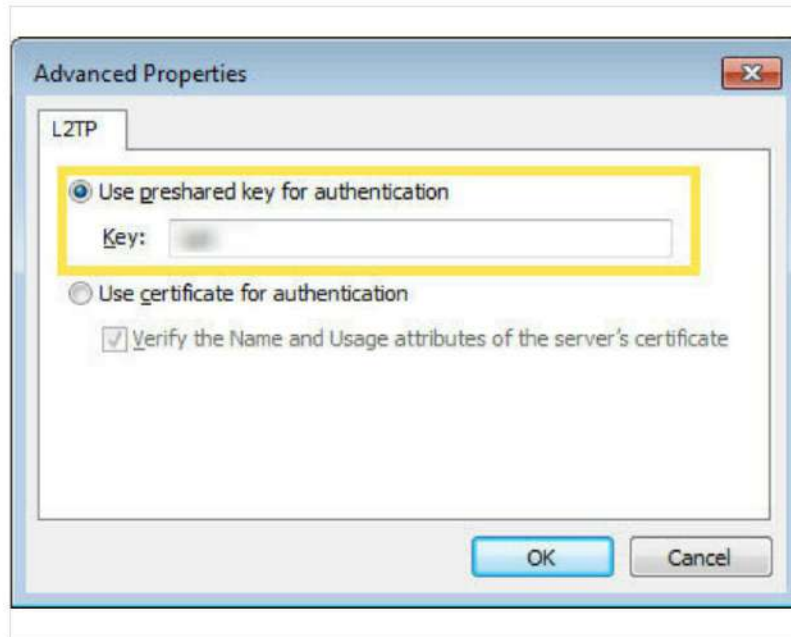 Advanced Properties
L2TP
Use preshared key for authentication
Key:
Use certificate for authentication
Verify the Name and Usage attributes of the server's certificate
OK
Cancel